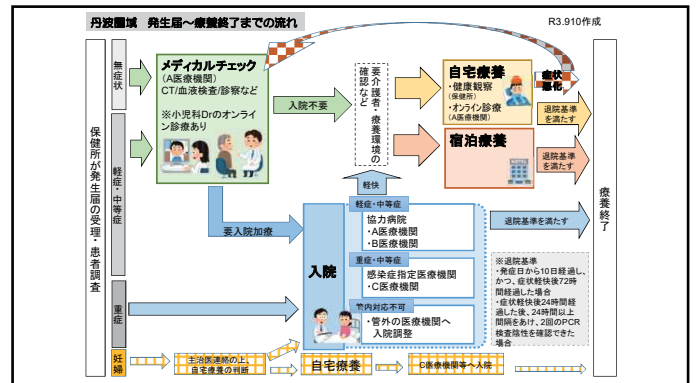 丹波圏域 発生届～療養終了までの流れ
R3.910作成
保健所が発生届の受理・患者調査
無症状
軽症・中等症
重症
妊婦
メディカルチェック
(A医療機関)
CT/血液検査/診察など
※小児科Drのオンライ
ン診療あり
入院不要
要入院加療
要介護者・療養環境の
確認など
軽快
自宅療養
・健康観察
(保健所)
・オンライン診療
(A医療機関)
症状
悪化
宿泊療養
HOTEL
退院基準
を満たす
退院基準
を満たす
入院
軽症・中等症
協力病院
・A医療機関
・B医療機関
重症・中等症
感染症指定医療機関
・C医療機関
管内対応不可
・管外の医療機関へ
入院調整
退院基準を満たす
※退院基準
・発症日から10日経過し、
かつ、症状軽快後72時
間経過した場合
・症状軽快後24時間経
過した後、24時間以上
間隔をあけ、2回のPCR
検査陰性を確認できた
場合
主治医連絡の上、
自宅療養の判断
自宅療養
C医療機関等へ入院
療養終了